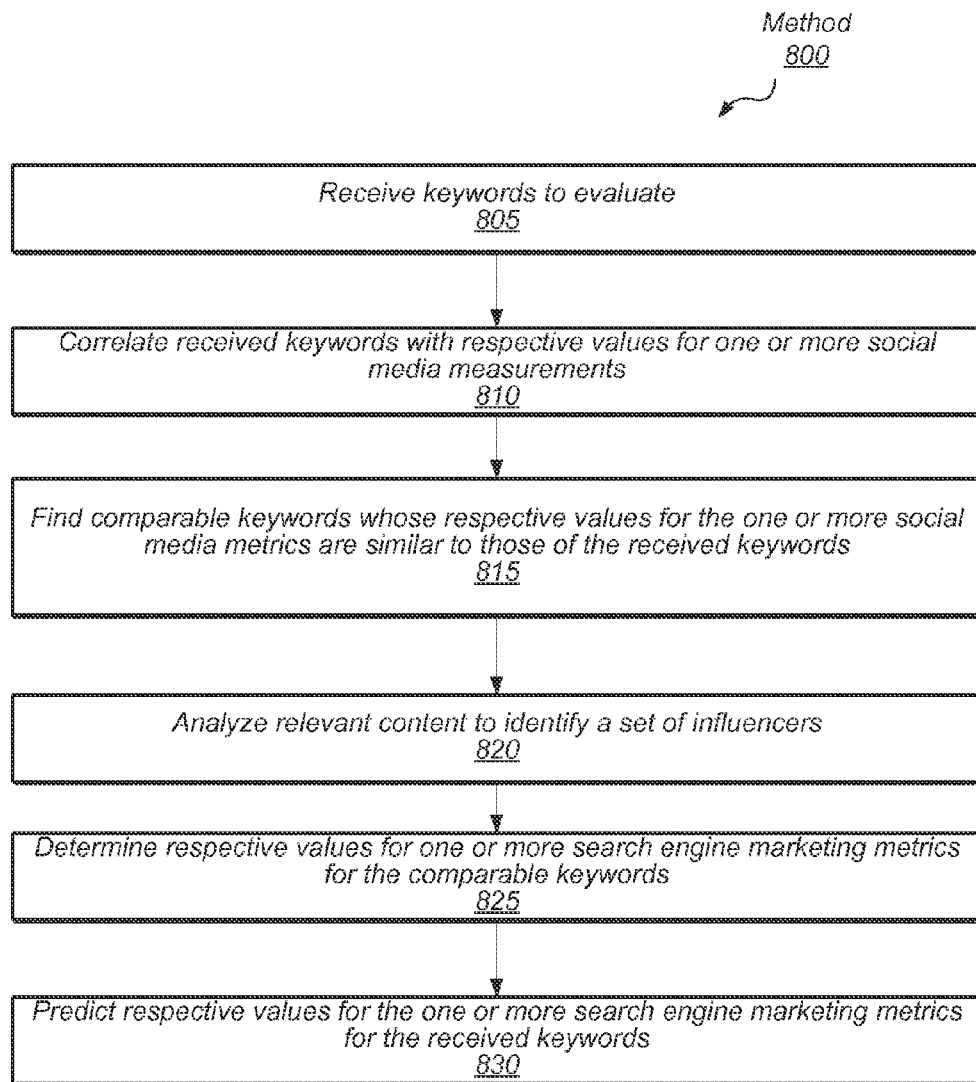 Method
800
Receive keywords to evaluate
805
Correlate received keywords with respective values for one or more social
media measurements
810
Find comparable keywords whose respective values for the one or more social
media metrics are similar to those of the received keywords
815
Analyze relevant content to identify a set of influencers
820
Determine respective values for one or more search engine marketing metrics
for the comparable keywords
825
Predict respective values for the one or more search engine marketing metrics
for the received keywords
830